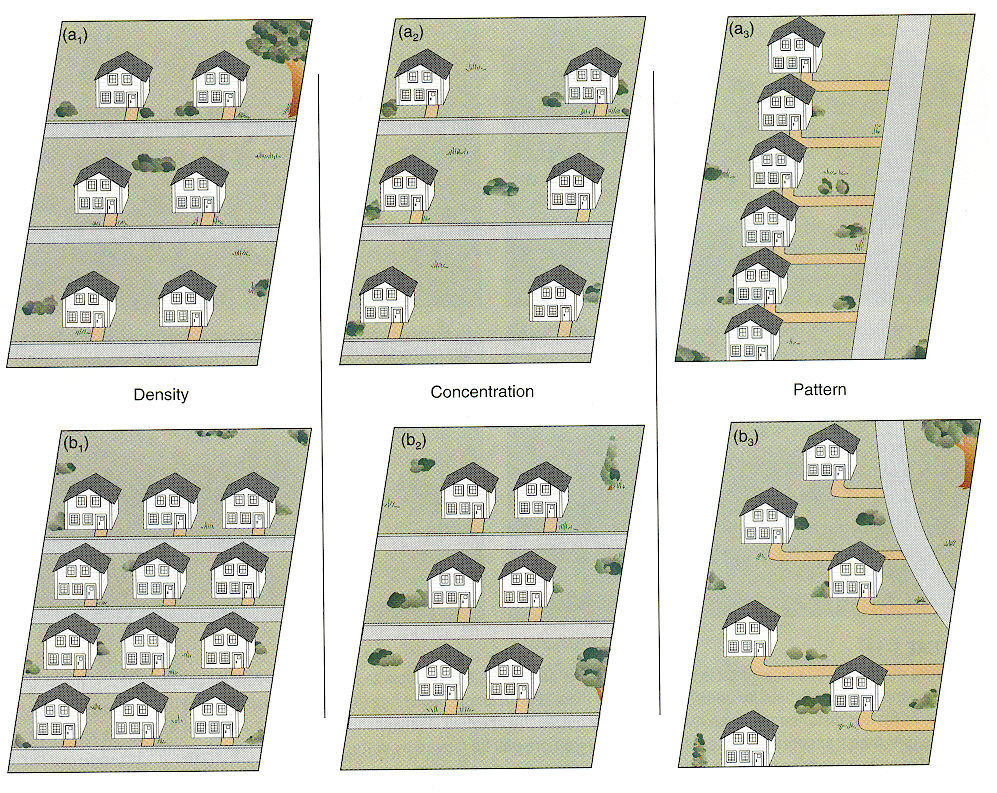 (a₁)
(a₂)
(a₃)
Density
Concentration
Pattern
(b₁)
(b₂)
(b₃)